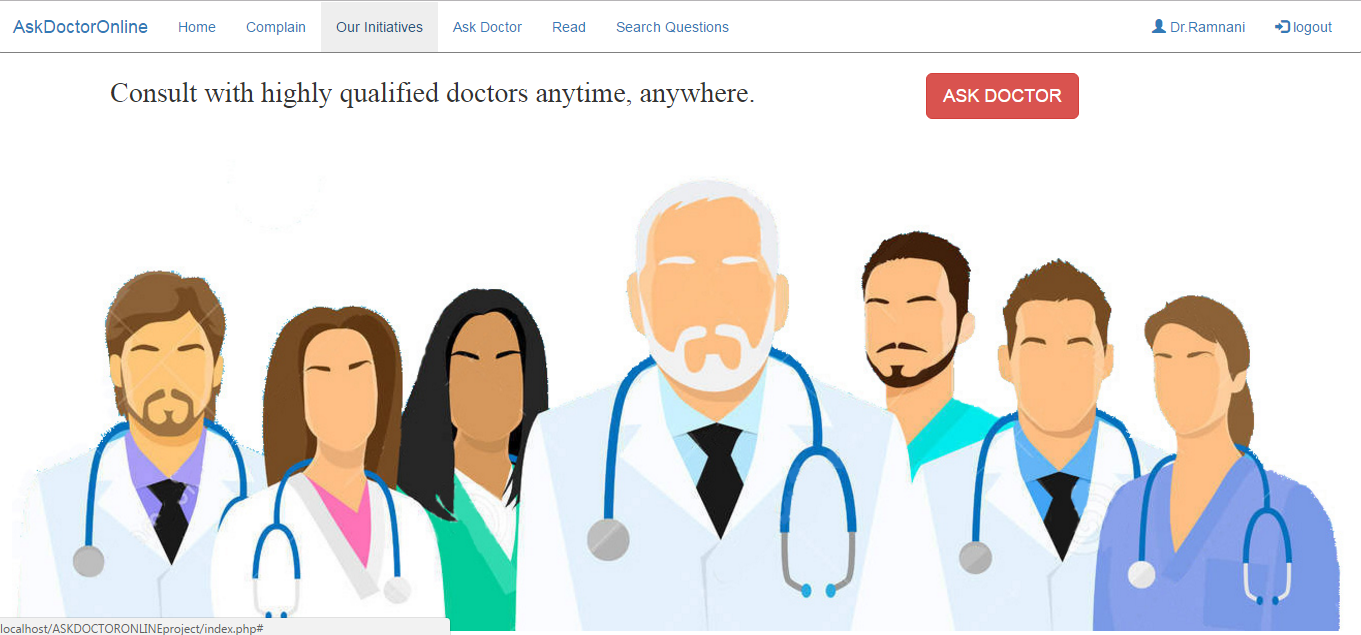 AskDoctorOnline Home Complain Our Initiatives Ask Doctor Read Search Questions Dr.Ramnani logout
Consult with highly qualified doctors anytime, anywhere. ASK DOCTOR
localhost/ASKDOCTORONLINEproject/index.php#